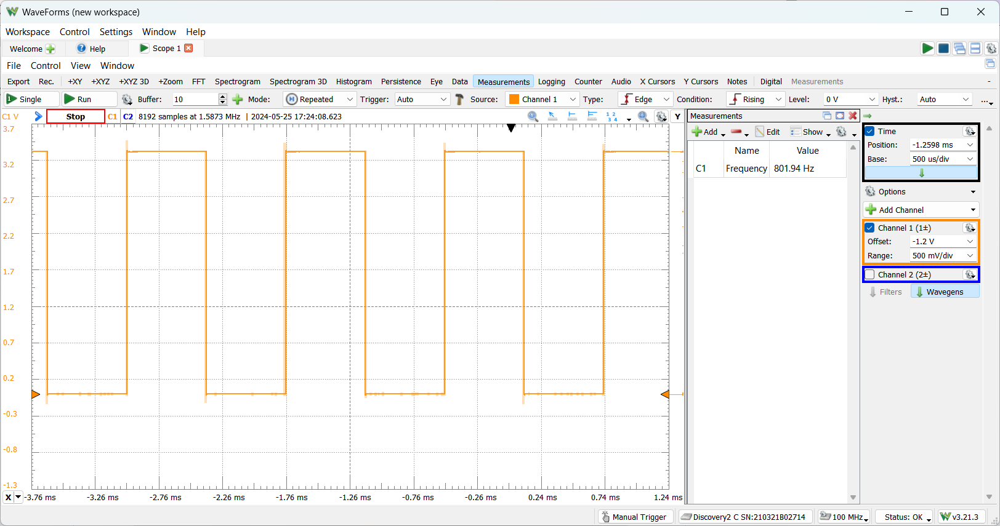 WaveForms (new workspace)
Workspace Control Settings Window Help
Welcome Help Scope 1
File Control View Window
Export Rec. +XY +XYZ +XYZ 3D +Zoom FFT Spectrogram Spectrogram 3D Histogram Persistence Eye Data Measurements Logging Counter Audio X Cursors Y Cursors Notes Digital Measurements -
Single Run Buffer: 10 Mode: Repeated Trigger: Auto Source: Channel 1 Type: Edge Condition: Rising Level: 0 V Hyst.: Auto ...
C1 V Stop C1 C2 8192 samples at 1.5873 MHz | 2024-05-25 17:24:08.623 1 2 3 4 Y
3.7
3.2
2.7
2.2
1.7
1.2
0.7
0.2
-0.3
-0.8
-1.3
X -3.76 ms -3.26 ms -2.76 ms -2.26 ms -1.76 ms -1.26 ms -0.76 ms -0.26 ms 0.24 ms 0.74 ms 1.24 ms
Measurements
Add Edit Show
Name Value
C1 Frequency 801.94 Hz
Time
Position: -1.2598 ms
Base: 500 us/div
Options
Add Channel
Channel 1 (1±)
Offset: -1.2 V
Range: 500 mV/div
Channel 2 (2±)
Filters Wavegens
Manual Trigger Discovery2 C SN:210321B02714 100 MHz Status: OK v3.21.3